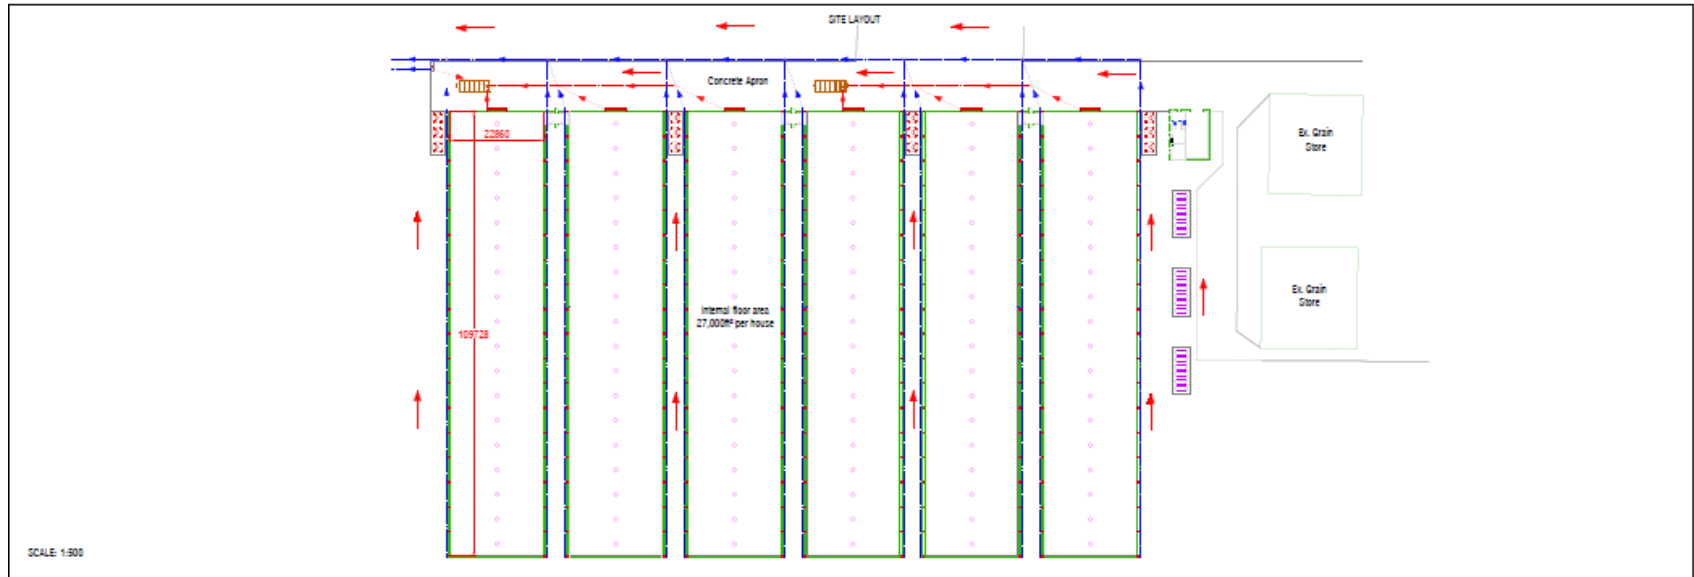 SITE LAYOUT
Concrete Apron
22860
Ex. Grain
Store
Ex. Grain
Store
Internal floor area
27,000ft² per house
109728
SCALE: 1:500